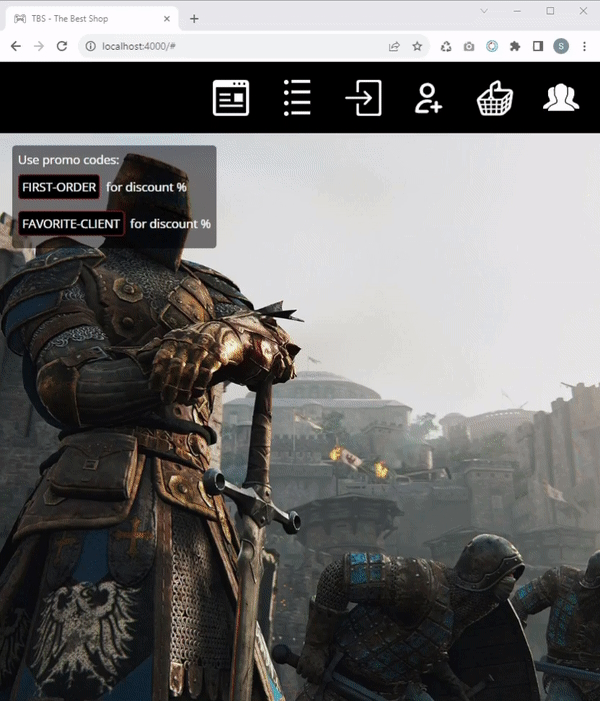 TBS - The Best Shop
localhost:4000/#
S
Use promo codes:
FIRST-ORDER for discount %
FAVORITE-CLIENT for discount %